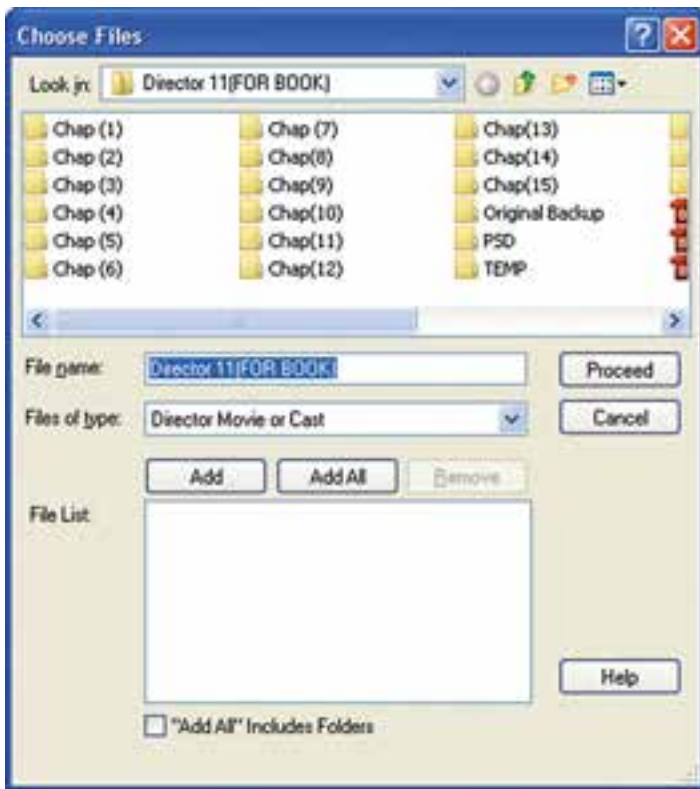 Choose Files
Look in: Director 11(FOR BOOK)
Chap (1) Chap (7) Chap(13)
Chap (2) Chap(8) Chap(14)
Chap (3) Chap(9) Chap(15)
Chap (4) Chap(10) Original Backup
Chap (5) Chap(11) PSD
Chap (6) Chap(12) TEMP
File name: Director 11(FOR BOOK) Proceed
Files of type: Director Movie or Cast Cancel
Add Add All Remove
File List:
Help
"Add All" Includes Folders